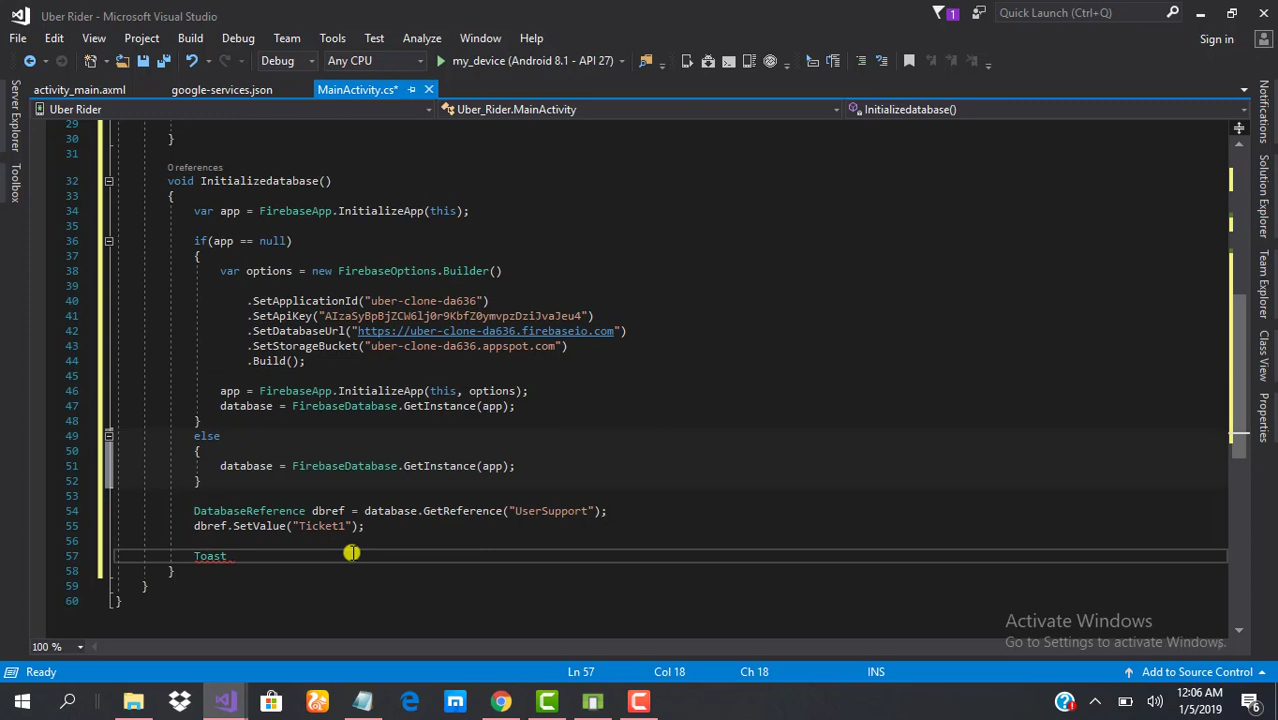 Uber Rider - Microsoft Visual Studio
1
Quick Launch (Ctrl+Q)
File Edit View Project Build Debug Team Tools Test Analyze Window Help
Sign in
Debug Any CPU my_device (Android 8.1 - API 27)
activity_main.axml google-services.json MainActivity.cs*
Uber Rider Uber_Rider.MainActivity Initializedatabase()
Server Explorer
Toolbox
Notifications
Solution Explorer
Team Explorer
Class View
Properties
29
30 }
31
0 references
32 void Initializedatabase()
33 {
34 var app = FirebaseApp.InitializeApp(this);
35
36 if(app == null)
37 {
38 var options = new FirebaseOptions.Builder()
39
40 .SetApplicationId("uber-clone-da636")
41 .SetApiKey("AIzaSyBpBjZCW6lj0r9KbfZ0ymvpzDziJvaJeu4")
42 .SetDatabaseUrl("https://uber-clone-da636.firebaseio.com")
43 .SetStorageBucket("uber-clone-da636.appspot.com")
44 .Build();
45
46 app = FirebaseApp.InitializeApp(this, options);
47 database = FirebaseDatabase.GetInstance(app);
48 }
49 else
50 {
51 database = FirebaseDatabase.GetInstance(app);
52 }
53
54 DatabaseReference dbref = database.GetReference("UserSupport");
55 dbref.SetValue("Ticket1");
56
57 Toast
58 }
59 }
60 }
Activate Windows
Go to Settings to activate Windows.
100 %
Ready Ln 57 Col 18 Ch 18 INS Add to Source Control
12:06 AM
1/5/2019
6